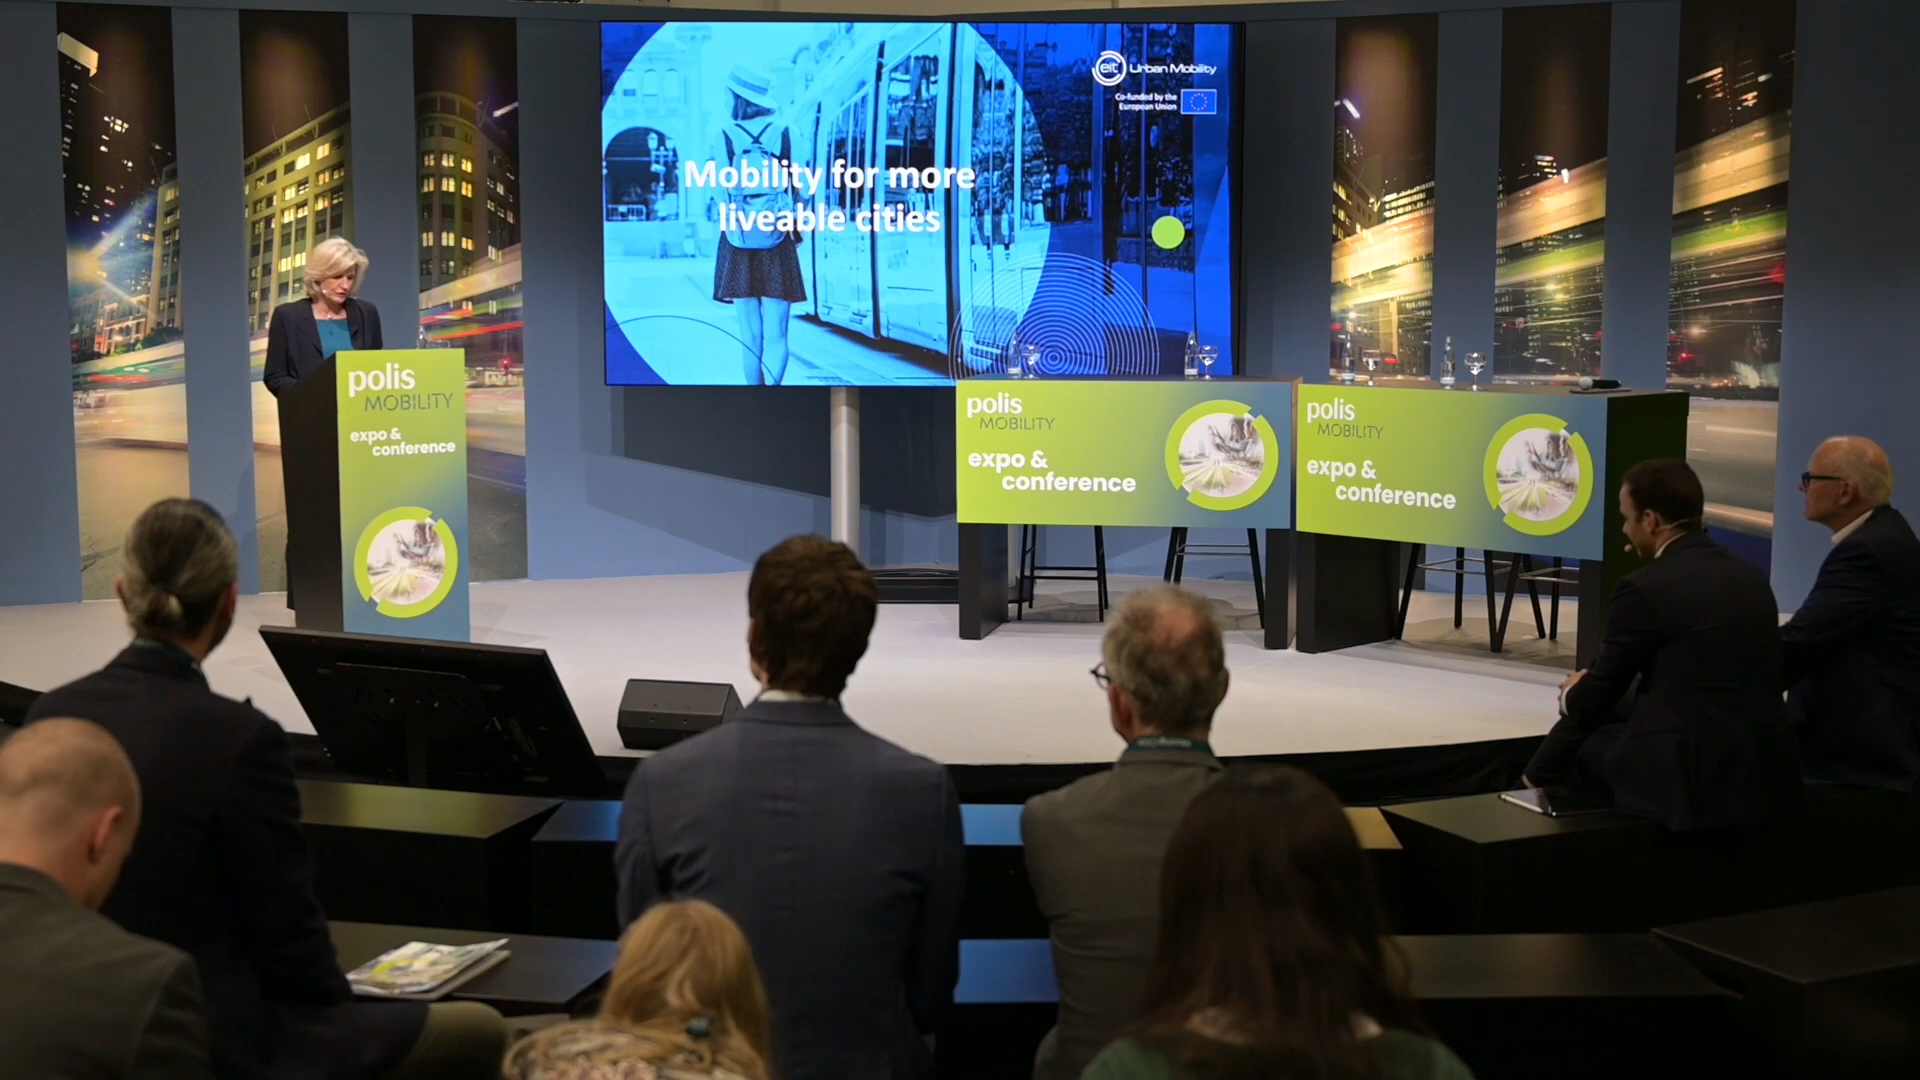 eit Urban Mobility
Co-funded by the
European Union
Mobility for more
liveable cities
polis
MOBILITY
expo &
conference
polis
MOBILITY
expo &
conference
polis
MOBILITY
expo &
conference